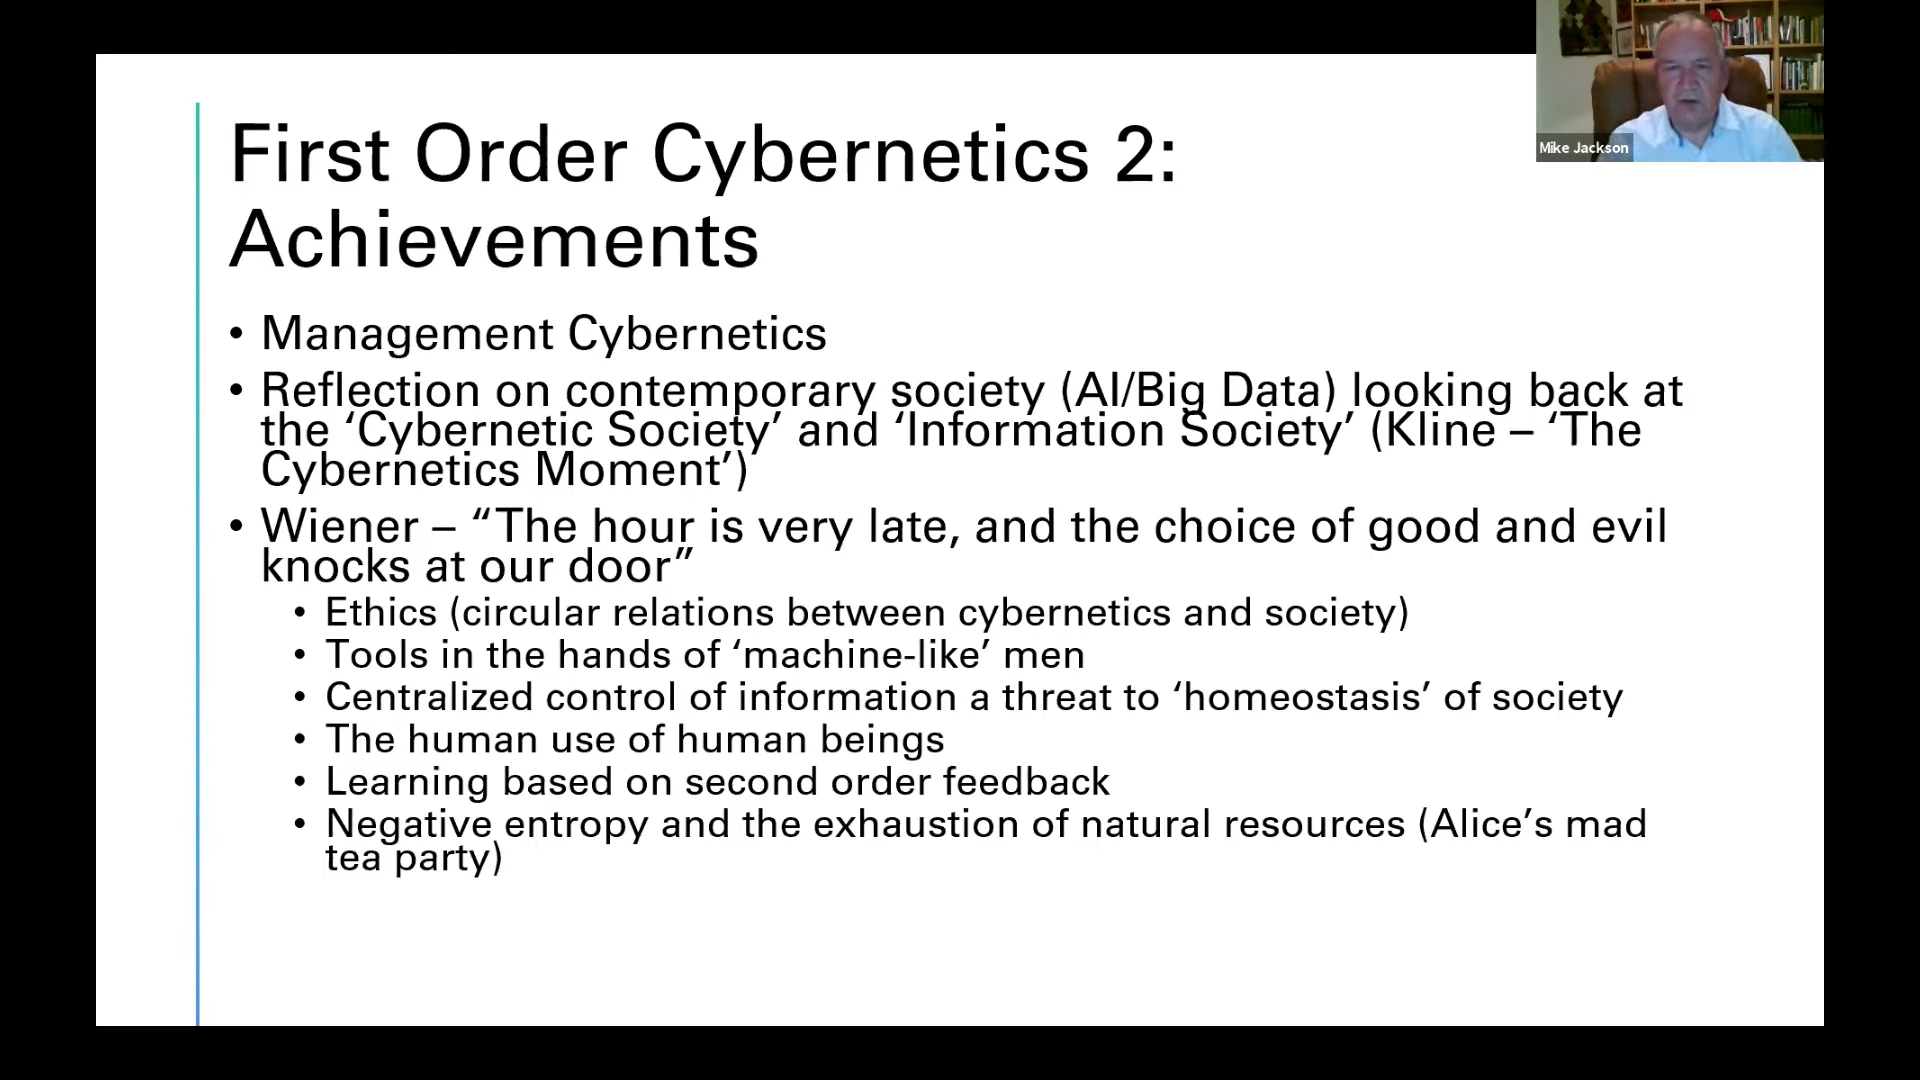 First Order Cybernetics 2:
Achievements
• Management Cybernetics
• Reflection on contemporary society (AI/Big Data) looking back at
the ‘Cybernetic Society’ and ‘Information Society’ (Kline – ‘The
Cybernetics Moment’)
• Wiener – “The hour is very late, and the choice of good and evil
knocks at our door”
• Ethics (circular relations between cybernetics and society)
• Tools in the hands of ‘machine-like’ men
• Centralized control of information a threat to ‘homeostasis’ of society
• The human use of human beings
• Learning based on second order feedback
• Negative entropy and the exhaustion of natural resources (Alice’s mad
tea party)
Mike Jackson